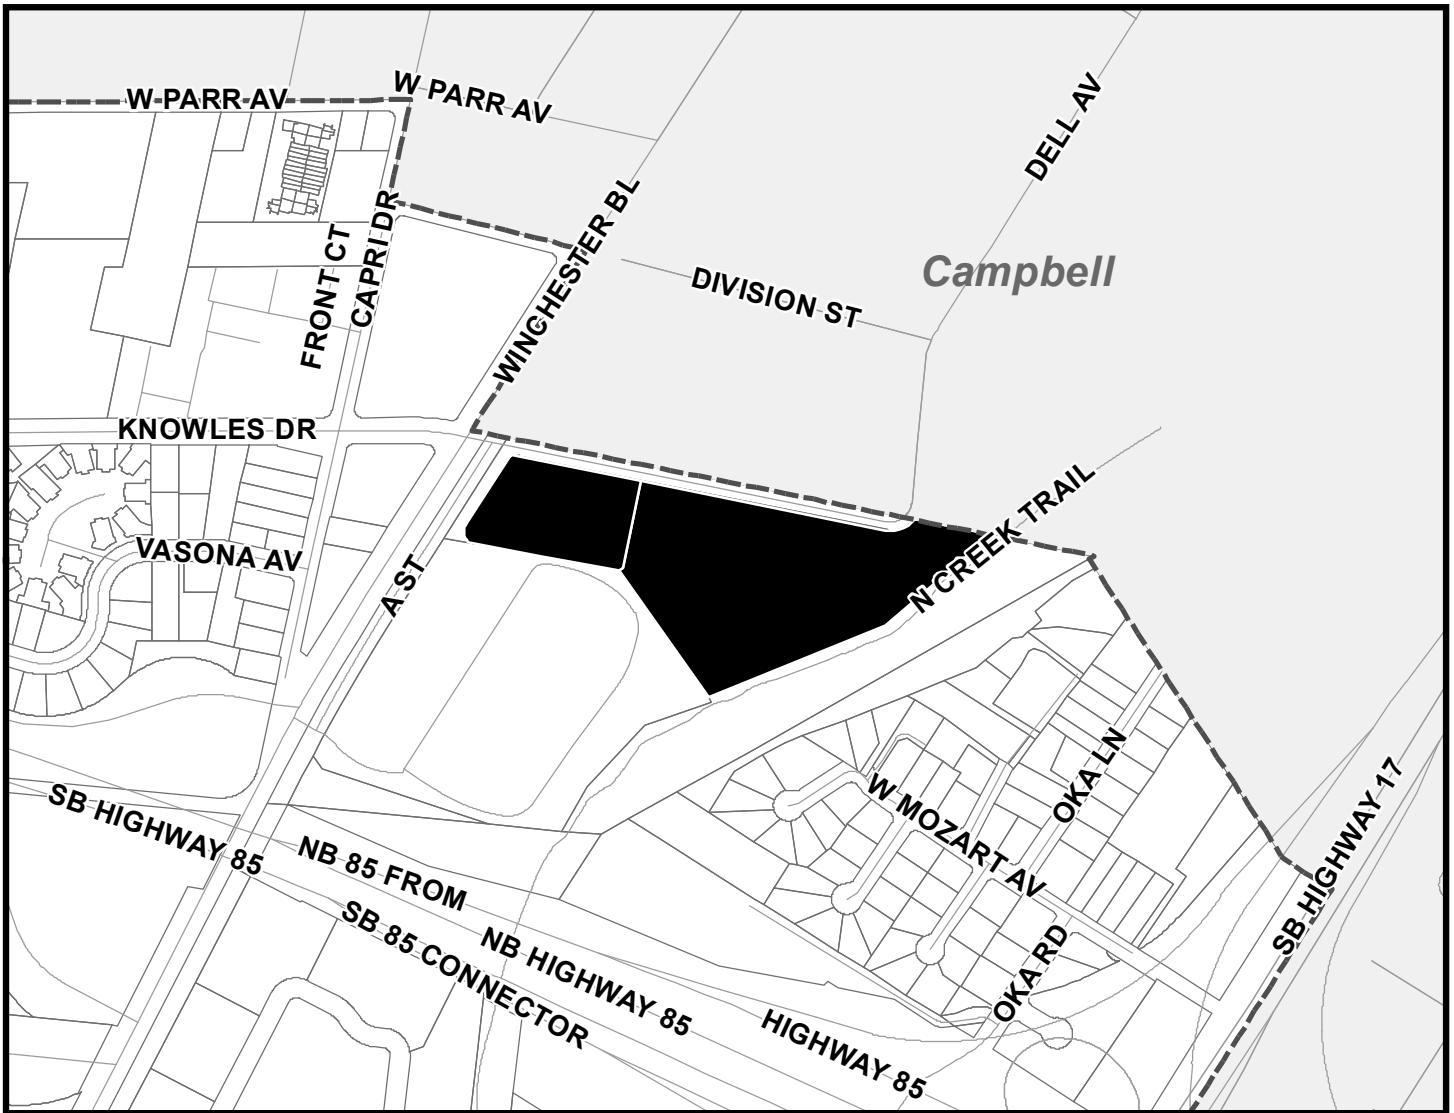 W PARR AV
W PARR AV
DELL AV
WINCHESTER BL
CAPRI DR
FRONT CT
Campbell
DIVISION ST
KNOWLES DR
N CREEK TRAIL
VASONA AV
A ST
OKA LN
W MOZART AV
SB HIGHWAY 17
SB HIGHWAY 85
NB 85 FROM
SB 85 CONNECTOR
NB HIGHWAY 85
OKA RD
HIGHWAY 85